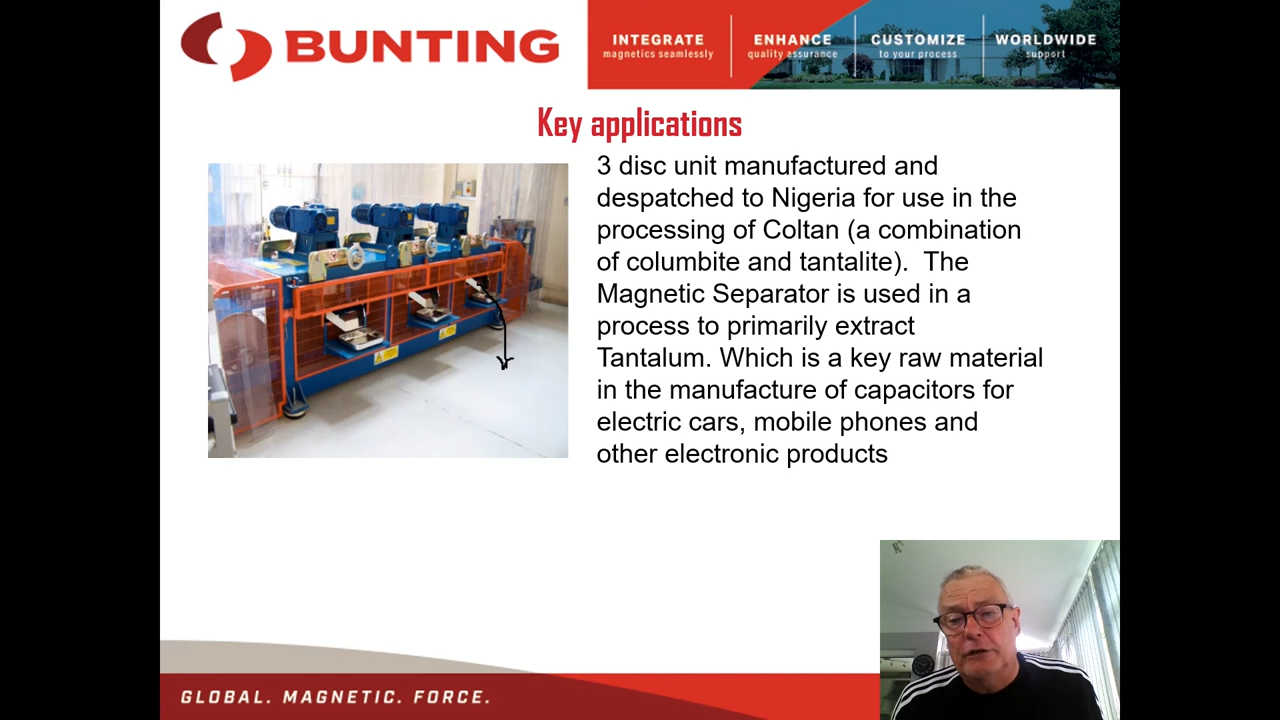 BUNTING
INTEGRATE
magnetics seamlessly
ENHANCE
quality assurance
CUSTOMIZE
to your process
WORLDWIDE
support
Key applications
3 disc unit manufactured and
despatched to Nigeria for use in the
processing of Coltan (a combination
of columbite and tantalite).  The
Magnetic Separator is used in a
process to primarily extract
Tantalum. Which is a key raw material
in the manufacture of capacitors for
electric cars, mobile phones and
other electronic products
GLOBAL. MAGNETIC. FORCE.